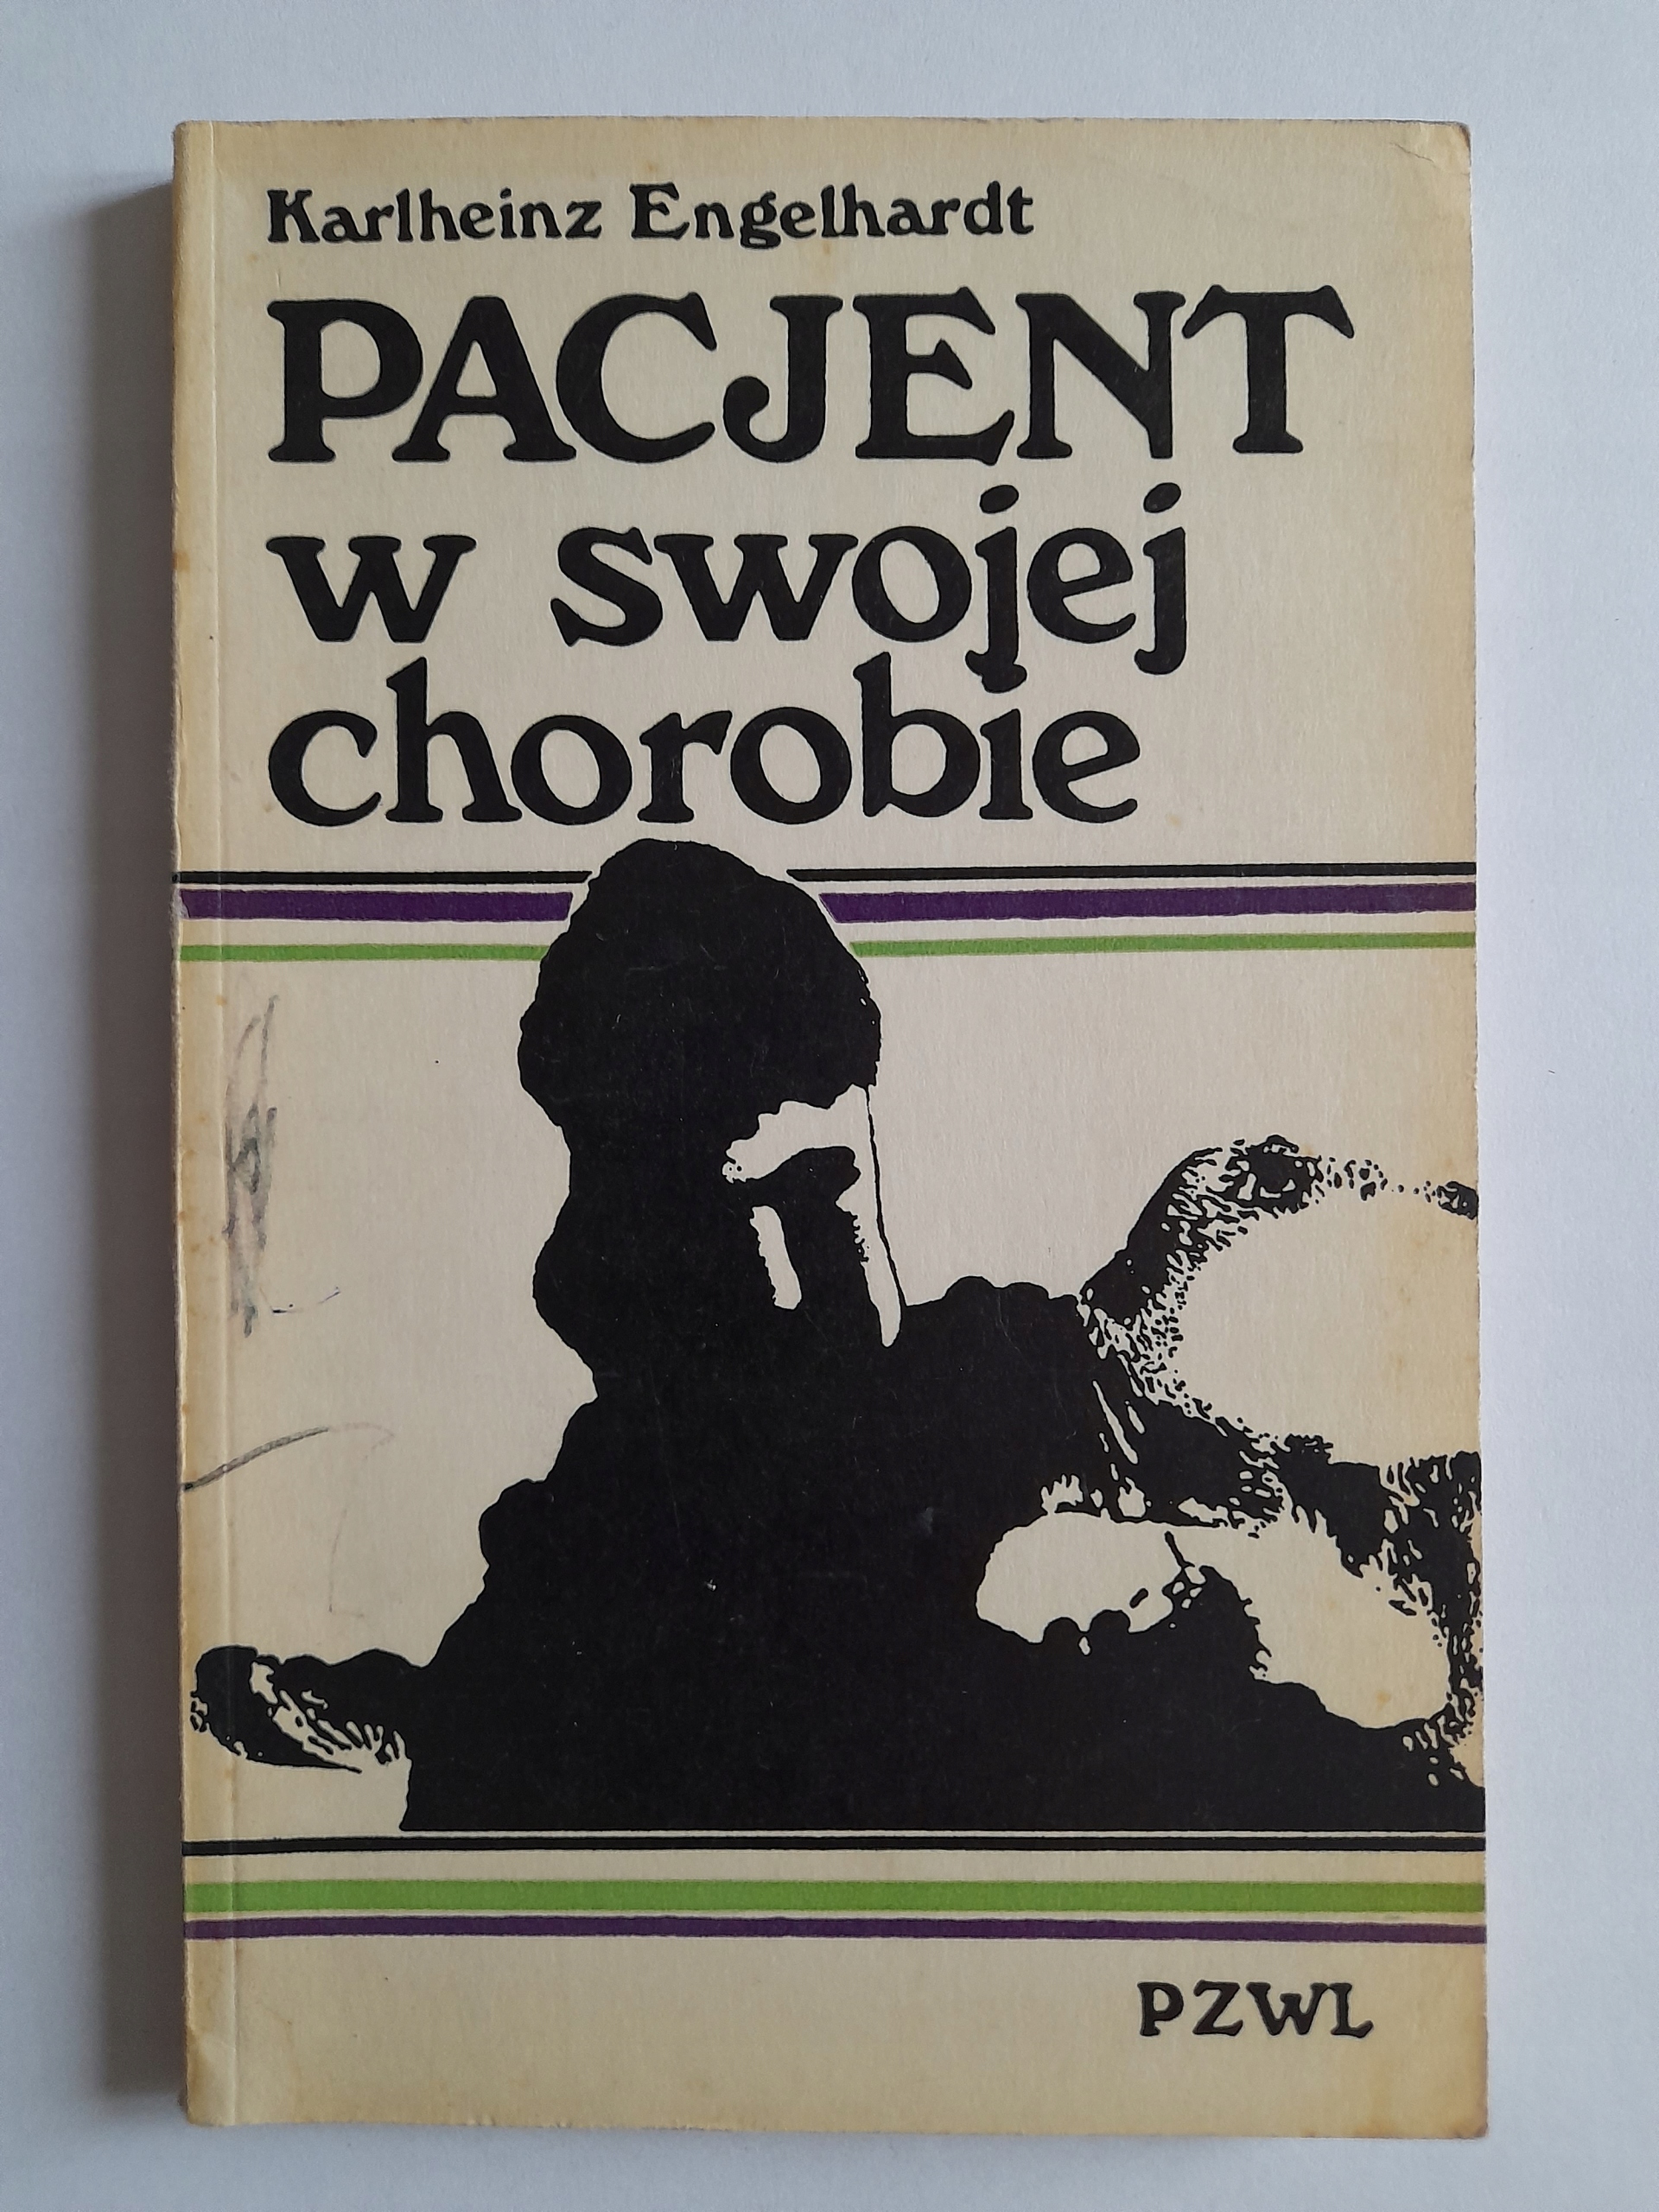 Karlheinz Engelhardt
PACJENT
w swojej
chorobie
PZWL